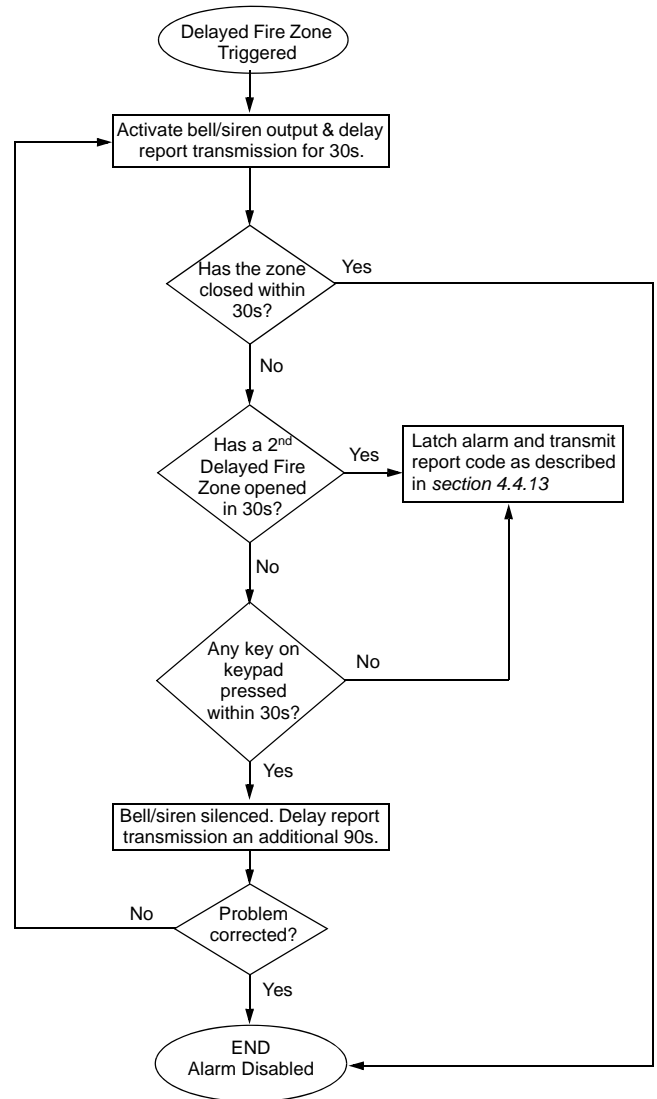 Delayed Fire Zone
Triggered
Activate bell/siren output & delay
report transmission for 30s.
Has the zone
closed within
30s?
Yes
No
Has a 2nd
Delayed Fire
Zone opened
in 30s?
Yes
Latch alarm and transmit
report code as described
in section 4.4.13
No
Any key on
keypad
pressed
within 30s?
No
Yes
Bell/siren silenced. Delay report
transmission an additional 90s.
No
Problem
corrected?
Yes
END
Alarm Disabled